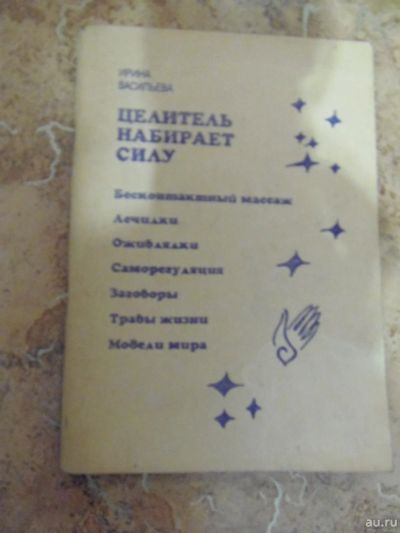 ИРИНА
ВАСИЛЬЕВА
ЦЕЛИТЕЛЬ
НАБИРАЕТ
СИЛУ
Бесконтактный массаж
Лечилки
Оживлялки
Саморегуляция
Заговоры
Травы жизни
Модели мира
au.ru